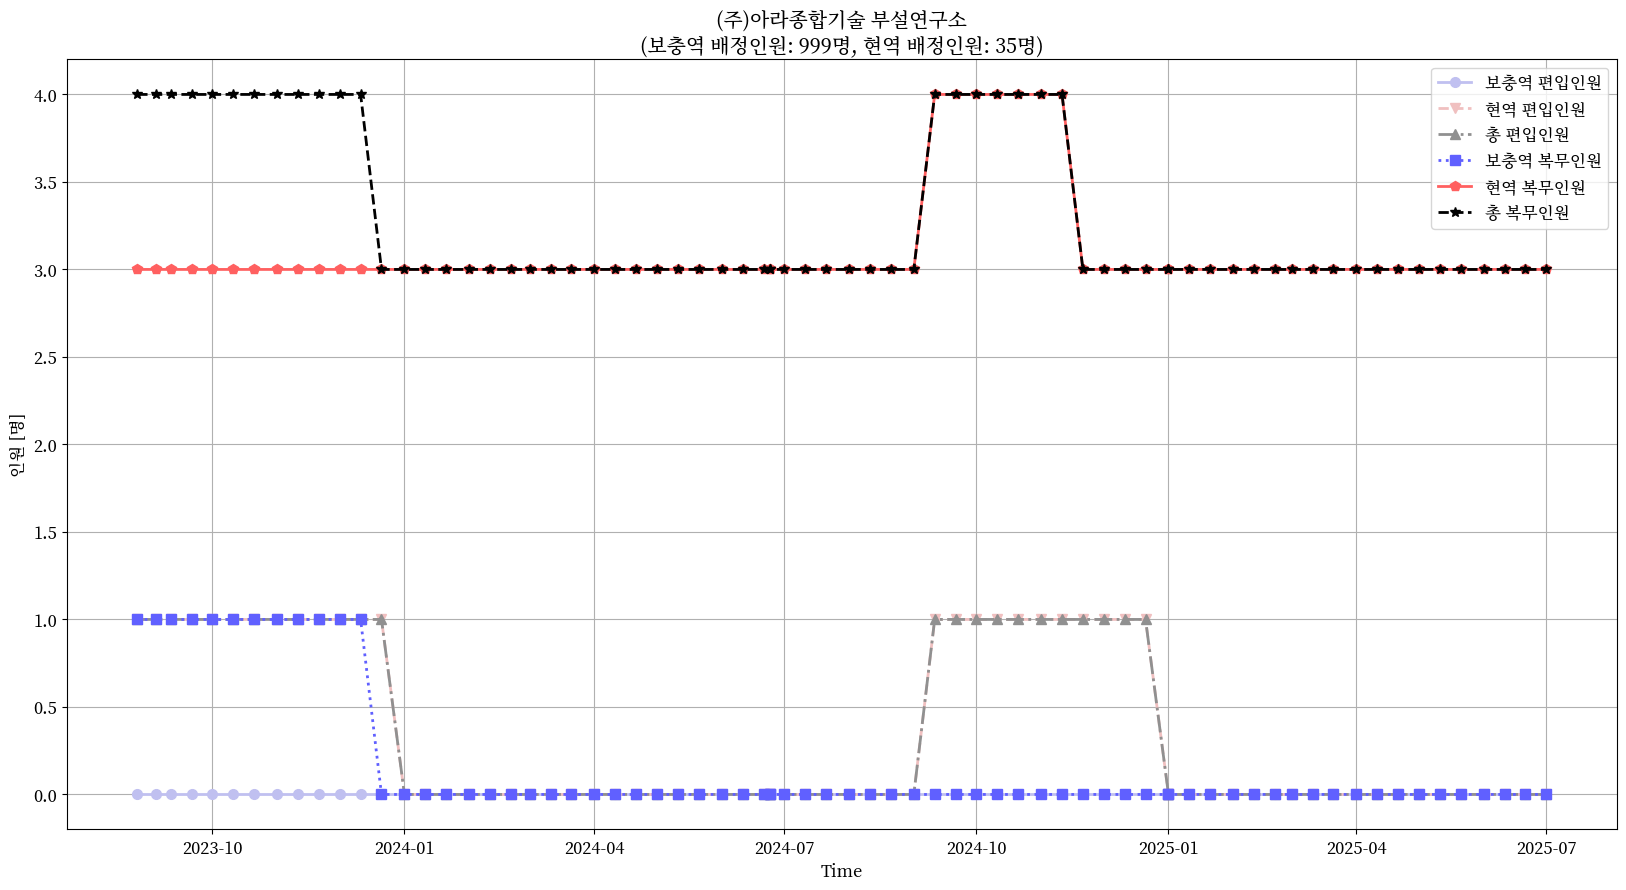 (주)아라종합기술 부설연구소
(보충역 배정인원: 999명, 현역 배정인원: 35명)
보충역 편입인원
현역 편입인원
총 편입인원
보충역 복무인원
현역 복무인원
총 복무인원
인원 [명]
4.0
3.5
3.0
2.5
2.0
1.5
1.0
0.5
0.0
2023-10
2024-01
2024-04
2024-07
2024-10
2025-01
2025-04
2025-07
Time